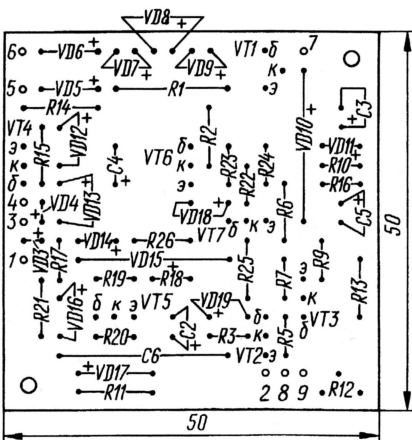 VD8
6 VD6 + VD7 + VD9 + VT1 б 7
к
5 VD5 + R1 э
R14 R2 VD10 + C3 +
VT4 R15 VD12 +
э C4 + VT6 б R23 R24 VD11 +
к к R22 R10 +
б VD13 + э R6 R16 +
4 VD4 + VD18 + C5 +
3 VT7 б к э
1 VD3 + R17 VD14 + R26 R25 R9
VD15 +
R21 R19 R18 R7 э R13
VD16 + VT5 VD19 к
б к э C2 + + б R5 б VT3
R20 R3 к
C6 VT2 э
+ VD17 2 8 9 R12
R11
50
50